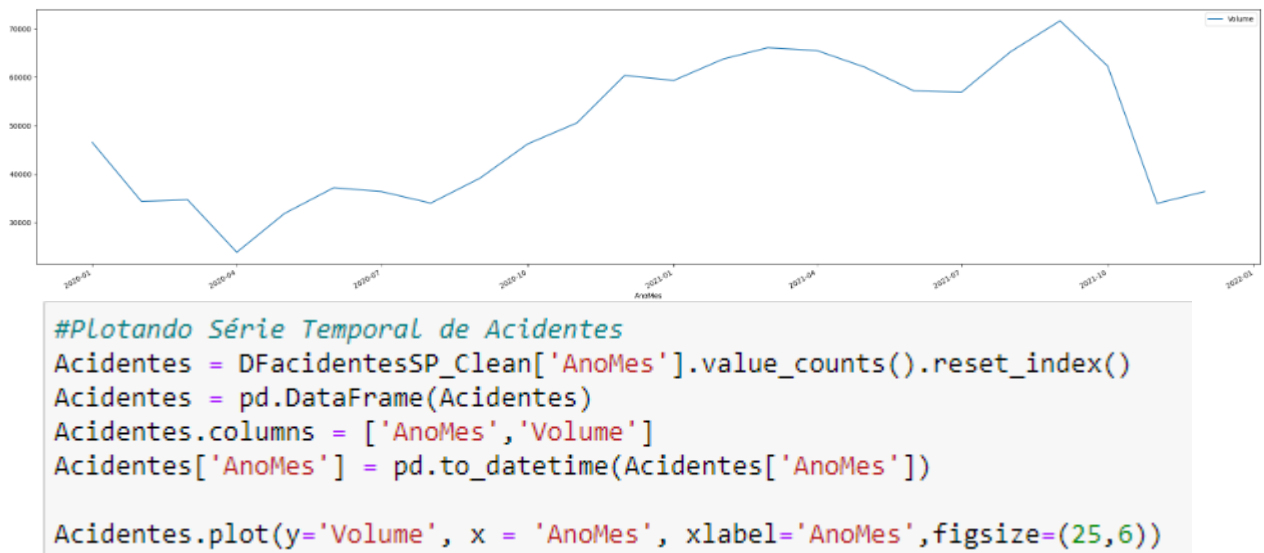 Volume
70000
60000
50000
40000
30000
2020-01
2020-04
2020-07
2020-10
2021-01
2021-04
2021-07
2021-10
2022-01
AnoMes
#Plotando Série Temporal de Acidentes
Acidentes = DFacidentesSP_Clean['AnoMes'].value_counts().reset_index()
Acidentes = pd.DataFrame(Acidentes)
Acidentes.columns = ['AnoMes','Volume']
Acidentes['AnoMes'] = pd.to_datetime(Acidentes['AnoMes'])
Acidentes.plot(y='Volume', x = 'AnoMes', xlabel='AnoMes',figsize=(25,6))